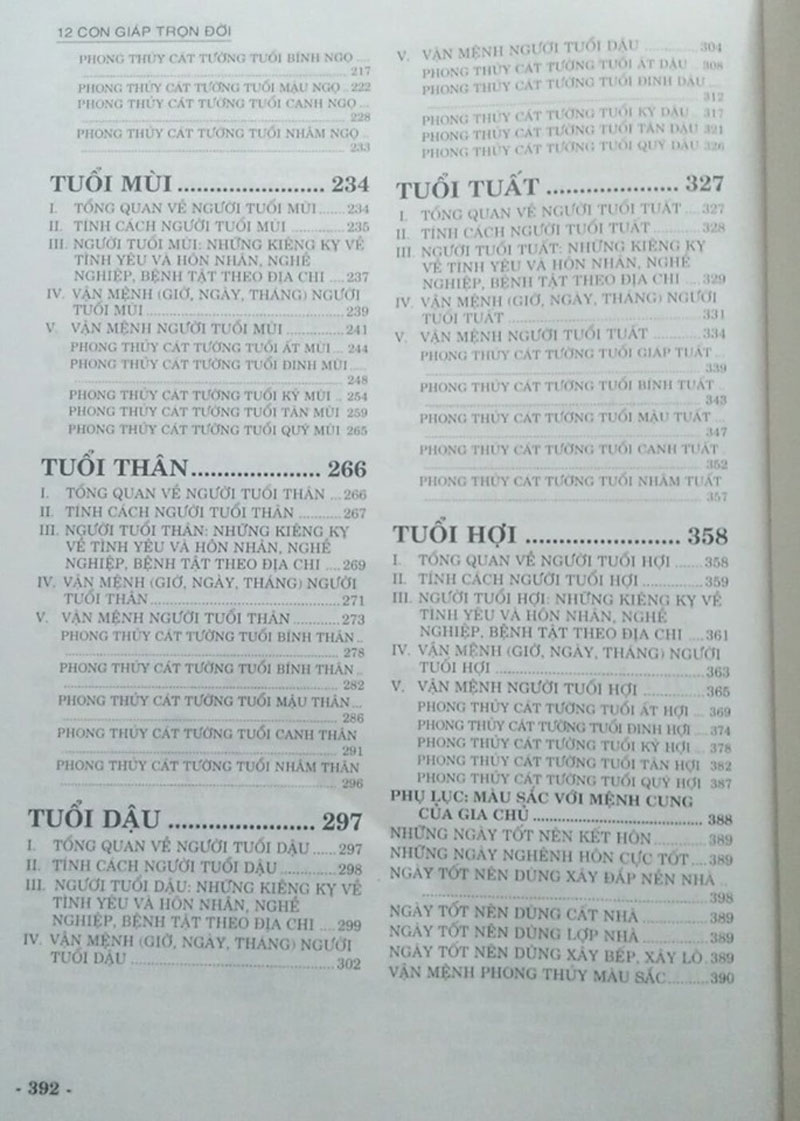 12 CON GIÁP TRỌN ĐỜI
PHONG THỦY CÁT TƯỜNG TUỔI BÍNH NGỌ ....
217
PHONG THỦY CÁT TƯỜNG TUỔI MẬU NGỌ .. 222
PHONG THỦY CÁT TƯỜNG TUỔI CANH NGỌ ...
228
PHONG THỦY CÁT TƯỜNG TUỔI NHÂM NGỌ ..
233
TUỔI MÙI ...................... 234
I. TỔNG QUAN VỀ NGƯỜI TUỔI MÙI ...... 234
II. TÍNH CÁCH NGƯỜI TUỔI MÙI ............ 235
III. NGƯỜI TUỔI MÙI: NHỮNG KIÊNG KỴ VỀ
TÌNH YÊU VÀ HÔN NHÂN, NGHỀ
NGHIỆP, BỆNH TẬT THEO ĐỊA CHI .... 237
IV. VẬN MỆNH (GIỜ, NGÀY, THÁNG) NGƯỜI
TUỔI MÙI ........................................ 239
V. VẬN MỆNH NGƯỜI TUỔI MÙI ............ 241
PHONG THỦY CÁT TƯỜNG TUỔI ẤT MÙI ... 244
PHONG THỦY CÁT TƯỜNG TUỔI ĐINH MÙI .....
248
PHONG THỦY CÁT TƯỜNG TUỔI KỶ MÙI .. 254
PHONG THỦY CÁT TƯỜNG TUỔI TÂN MÙI 259
PHONG THỦY CÁT TƯỜNG TUỔI QUÝ MÙI 265
TUỔI THÂN .................... 266
I. TỔNG QUAN VỀ NGƯỜI TUỔI THÂN ... 266
II. TÍNH CÁCH NGƯỜI TUỔI THÂN .......... 267
III. NGƯỜI TUỔI THÂN: NHỮNG KIÊNG KỴ
VỀ TÌNH YÊU VÀ HÔN NHÂN, NGHỀ
NGHIỆP, BỆNH TẬT THEO ĐỊA CHI .... 269
IV. VẬN MỆNH (GIỜ, NGÀY, THÁNG) NGƯỜI
TUỔI THÂN ...................................... 271
V. VẬN MỆNH NGƯỜI TUỔI THÂN .......... 273
PHONG THỦY CÁT TƯỜNG TUỔI BÍNH THÂN ..
278
PHONG THỦY CÁT TƯỜNG TUỔI BÍNH THÂN ..
282
PHONG THỦY CÁT TƯỜNG TUỔI MẬU THÂN ...
286
PHONG THỦY CÁT TƯỜNG TUỔI CANH THÂN
291
PHONG THỦY CÁT TƯỜNG TUỔI NHÂM THÂN
296
TUỔI DẬU ...................... 297
I. TỔNG QUAN VỀ NGƯỜI TUỔI DẬU ..... 297
II. TÍNH CÁCH NGƯỜI TUỔI DẬU ............ 298
III. NGƯỜI TUỔI DẬU: NHỮNG KIÊNG KỴ VỀ
TÌNH YÊU VÀ HÔN NHÂN, NGHỀ
NGHIỆP, BỆNH TẬT THEO ĐỊA CHI .... 299
IV. VẬN MỆNH (GIỜ, NGÀY, THÁNG) NGƯỜI
TUỔI DẬU ........................................ 302
V. VẬN MỆNH NGƯỜI TUỔI DẬU ............ 304
PHONG THỦY CÁT TƯỜNG TUỔI ẤT DẬU ... 308
PHONG THỦY CÁT TƯỜNG TUỔI ĐINH DẬU ...
312
PHONG THỦY CÁT TƯỜNG TUỔI KỶ DẬU ... 317
PHONG THỦY CÁT TƯỜNG TUỔI TÂN DẬU 321
PHONG THỦY CÁT TƯỜNG TUỔI QUÝ DẬU 326
TUỔI TUẤT .................... 327
I. TỔNG QUAN VỀ NGƯỜI TUỔI TUẤT .... 327
II. TÍNH CÁCH NGƯỜI TUỔI TUẤT ........... 328
III. NGƯỜI TUỔI TUẤT: NHỮNG KIÊNG KỴ
VỀ TÌNH YÊU VÀ HÔN NHÂN, NGHỀ
NGHIỆP, BỆNH TẬT THEO ĐỊA CHI .... 329
IV. VẬN MỆNH (GIỜ, NGÀY, THÁNG) NGƯỜI
TUỔI TUẤT ...................................... 331
V. VẬN MỆNH NGƯỜI TUỔI TUẤT ........... 334
PHONG THỦY CÁT TƯỜNG TUỔI GIÁP TUẤT ...
339
PHONG THỦY CÁT TƯỜNG TUỔI BÍNH TUẤT ..
343
PHONG THỦY CÁT TƯỜNG TUỔI MẬU TUẤT ...
347
PHONG THỦY CÁT TƯỜNG TUỔI CANH TUẤT ..
352
PHONG THỦY CÁT TƯỜNG TUỔI NHÂM TUẤT
357
TUỔI HỢI ....................... 358
I. TỔNG QUAN VỀ NGƯỜI TUỔI HỢI ....... 358
II. TÍNH CÁCH NGƯỜI TUỔI HỢI ............. 359
III. NGƯỜI TUỔI HỢI: NHỮNG KIÊNG KỴ VỀ
TÌNH YÊU VÀ HÔN NHÂN, NGHỀ
NGHIỆP, BỆNH TẬT THEO ĐỊA CHI .... 361
IV. VẬN MỆNH (GIỜ, NGÀY, THÁNG) NGƯỜI
TUỔI HỢI ......................................... 363
V. VẬN MỆNH NGƯỜI TUỔI HỢI ............. 365
PHONG THỦY CÁT TƯỜNG TUỔI ẤT HỢI ... 369
PHONG THỦY CÁT TƯỜNG TUỔI ĐINH HỢI .. 374
PHONG THỦY CÁT TƯỜNG TUỔI KỶ HỢI ... 378
PHONG THỦY CÁT TƯỜNG TUỔI TÂN HỢI .. 382
PHONG THỦY CÁT TƯỜNG TUỔI QUÝ HỢI 387
PHỤ LỤC: MÀU SẮC VỚI MỆNH CUNG
CỦA GIA CHỦ .................................. 388
NHỮNG NGÀY TỐT NÊN KẾT HÔN .......... 389
NHỮNG NGÀY NGHÊNH HÔN CỰC TỐT .... 389
NGÀY TỐT NÊN DÙNG XÂY ĐẮP NỀN NHÀ ..
398
NGÀY TỐT NÊN DÙNG CẤT NHÀ ............ 389
NGÀY TỐT NÊN DÙNG LỢP NHÀ ............ 389
NGÀY TỐT NÊN DÙNG XÂY BẾP, XÂY LÒ 389
VẬN MỆNH PHONG THỦY MÀU SẮC .......... 390
- 392 -